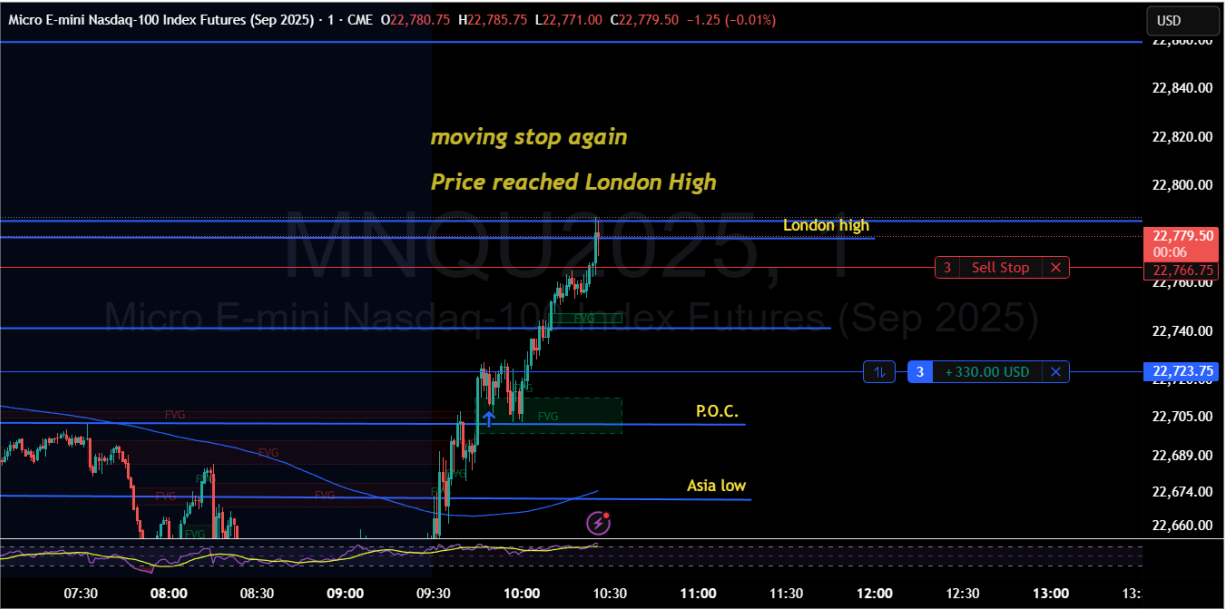 Micro E-mini Nasdaq-100 Index Futures (Sep 2025) · 1 · CME O22,780.75 H22,785.75 L22,771.00 C22,779.50 −1.25 (−0.01%)
USD
22,860.00
22,840.00
moving stop again
22,820.00
Price reached London High
22,800.00
MNQU2025, 1
London high
22,779.50
00:06
3 Sell Stop
22,766.75
22,760.00
Micro E-mini Nasdaq-100 Index Futures (Sep 2025)
FVG
22,740.00
3 +330.00 USD
22,723.75
22,720.00
FVG
P.O.C.
FVG
22,705.00
FVG
22,689.00
FVG
Asia low
FVG
FVG
22,674.00
FVG
22,660.00
07:30 08:00 08:30 09:00 09:30 10:00 10:30 11:00 11:30 12:00 12:30 13:00 13: